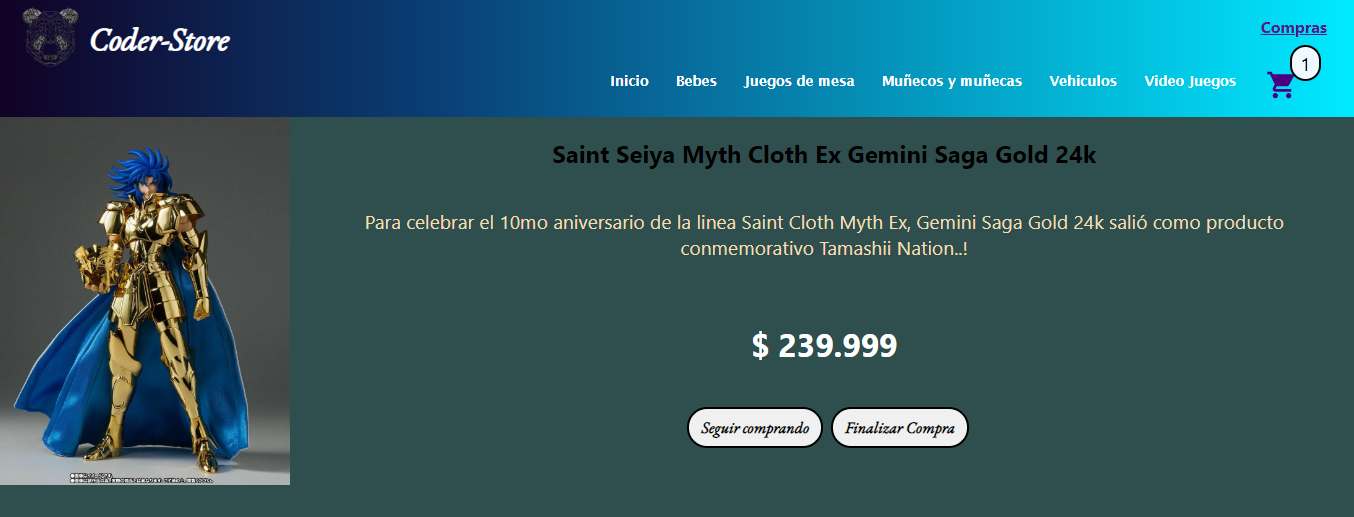 Coder-Store
Compras
1
Inicio
Bebes
Juegos de mesa
Muñecos y muñecas
Vehiculos
Video Juegos
Saint Seiya Myth Cloth Ex Gemini Saga Gold 24k
Para celebrar el 10mo aniversario de la linea Saint Cloth Myth Ex, Gemini Saga Gold 24k salió como producto
conmemorativo Tamashii Nation..!
$ 239.999
Seguir comprando
Finalizar Compra